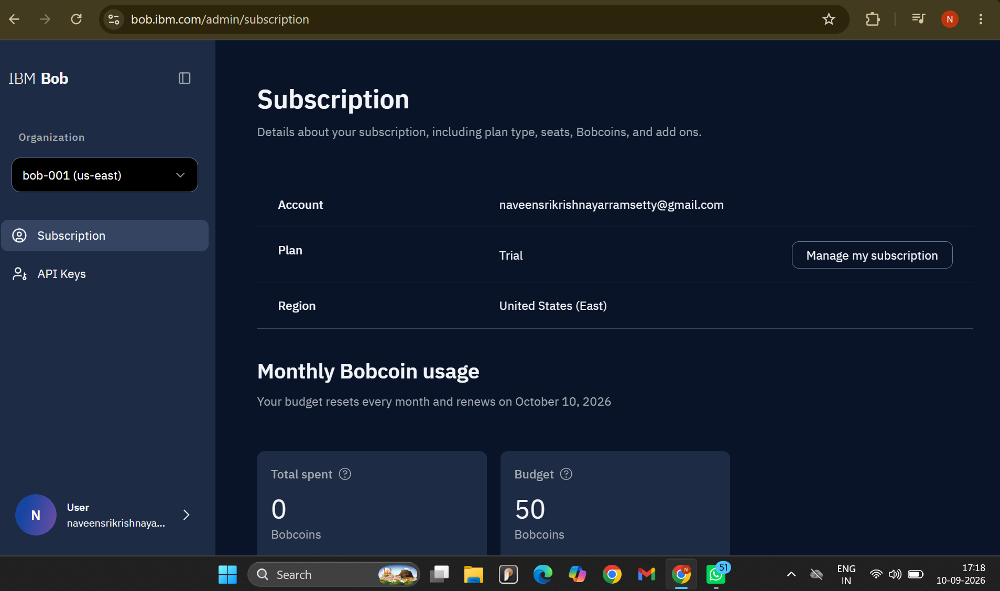 bob.ibm.com/admin/subscription
N
IBM Bob
Organization
bob-001 (us-east)
Subscription
API Keys
N
User
naveensrikrishnaya...
Subscription
Details about your subscription, including plan type, seats, Bobcoins, and add ons.
Account
naveensrikrishnayarramsetty@gmail.com
Plan
Trial
Manage my subscription
Region
United States (East)
Monthly Bobcoin usage
Your budget resets every month and renews on October 10, 2026
Total spent
0
Bobcoins
Budget
50
Bobcoins
Search
N
51
ENG
IN
17:18
10-09-2026